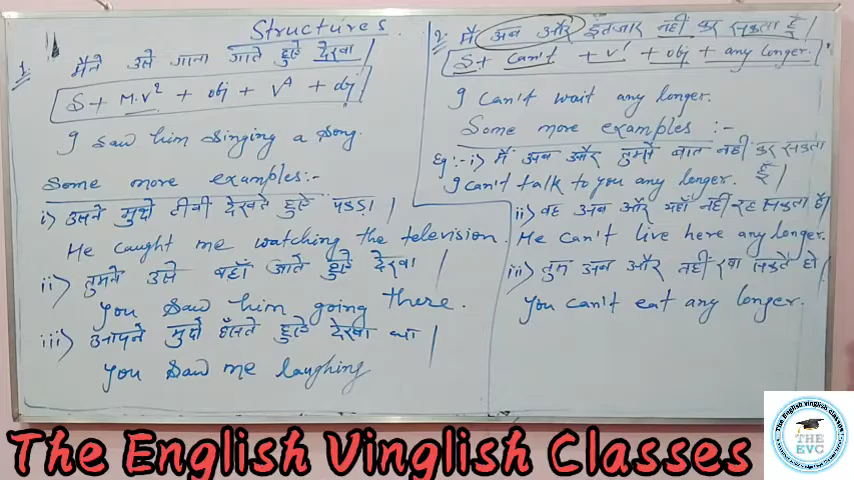 Structures
1. मैंने उसे गाना गाते हुए देखा |
S + M.V² + obj + V⁴ + obj
I saw him singing a song.
Some more examples:-
i) उसने मुझे टीवी देखते हुए पकड़ा |
He caught me watching the television.
ii) तुमने उसे वहाँ जाते हुए देखा |
You saw him going there.
iii) आपने मुझे हँसते हुए देखा था |
You saw me laughing
2. मैं अब और इंतजार नहीं कर सकता हूँ |
S + can't + V¹ + obj + any longer.
I can't wait any longer.
Some more examples :-
Eg :- i) मैं अब और तुमसे बात नहीं कर सकता हूँ |
I can't talk to you any longer.
ii) वह अब और यहाँ नहीं रह सकता है |
He can't live here any longer.
iii) तुम अब और नहीं खा सकते हो |
You can't eat any longer.
The English Vinglish Classes
The English Vinglish Classes
THE
EVC